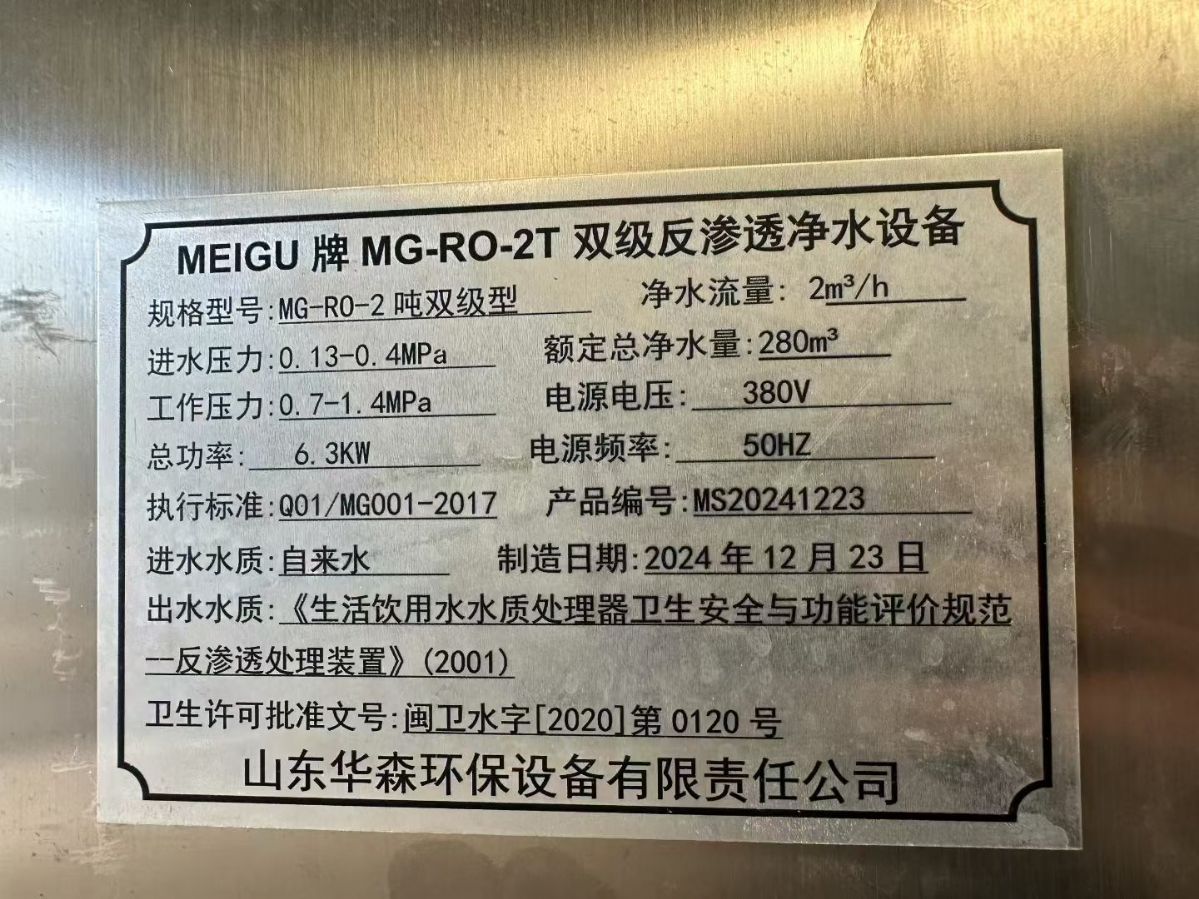 MEIGU 牌 MG-RO-2T 双级反渗透净水设备
规格型号:MG-RO-2 吨双级型 净水流量: 2m³/h
进水压力:0.13-0.4MPa 额定总净水量:280m³
工作压力:0.7-1.4MPa 电源电压: 380V
总功率: 6.3KW 电源频率: 50HZ
执行标准:Q01/MG001-2017 产品编号:MS20241223
进水水质:自来水 制造日期:2024 年 12 月 23 日
出水水质:《生活饮用水水质处理器卫生安全与功能评价规范
--反渗透处理装置》(2001)
卫生许可批准文号:闽卫水字[2020]第 0120 号
山东华森环保设备有限责任公司